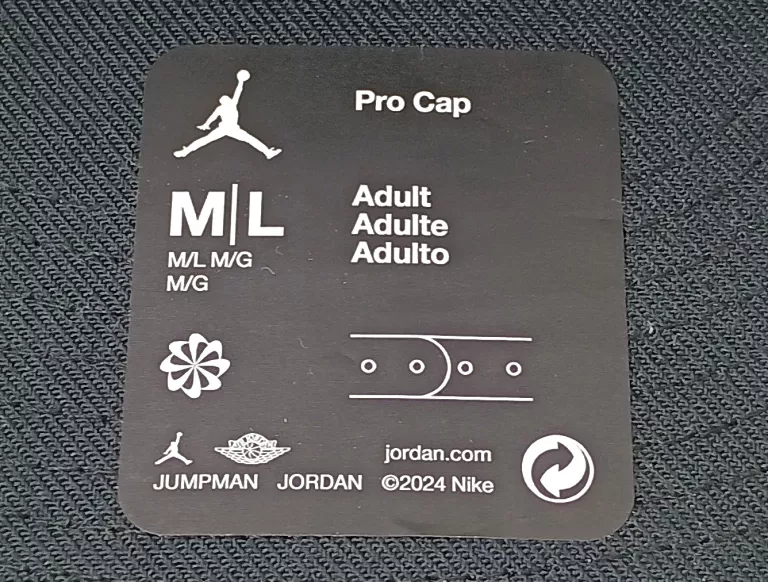 Pro Cap
M|L
M/L M/G
M/G
Adult
Adulte
Adulto
JUMPMAN JORDAN
jordan.com
©2024 Nike